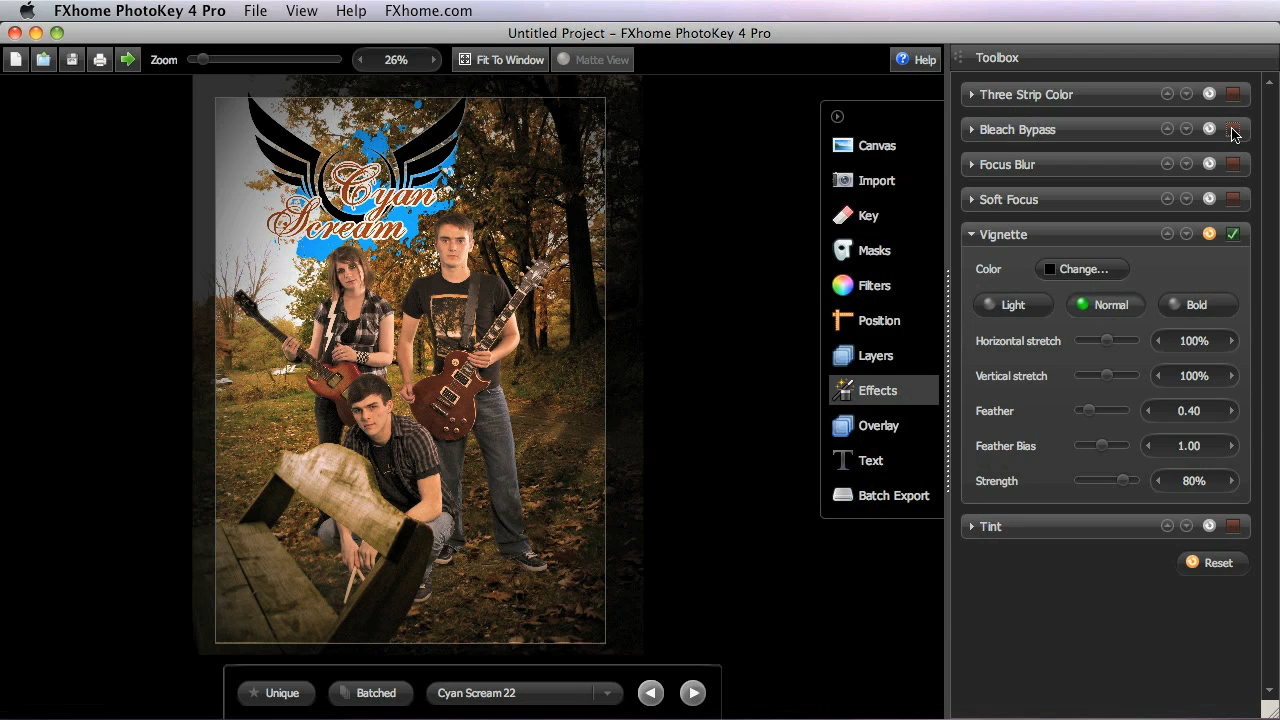 FXhome PhotoKey 4 Pro File View Help FXhome.com
Untitled Project – FXhome PhotoKey 4 Pro
Zoom 26% Fit To Window Matte View ? Help
Toolbox
Three Strip Color
Bleach Bypass
Focus Blur
Soft Focus
Vignette
Color Change...
Light Normal Bold
Horizontal stretch 100%
Vertical stretch 100%
Feather 0.40
Feather Bias 1.00
Strength 80%
Tint
Reset
Canvas
Import
Key
Masks
Filters
Position
Layers
Effects
Overlay
T Text
Batch Export
Cyan
Scream
Unique Batched Cyan Scream 22